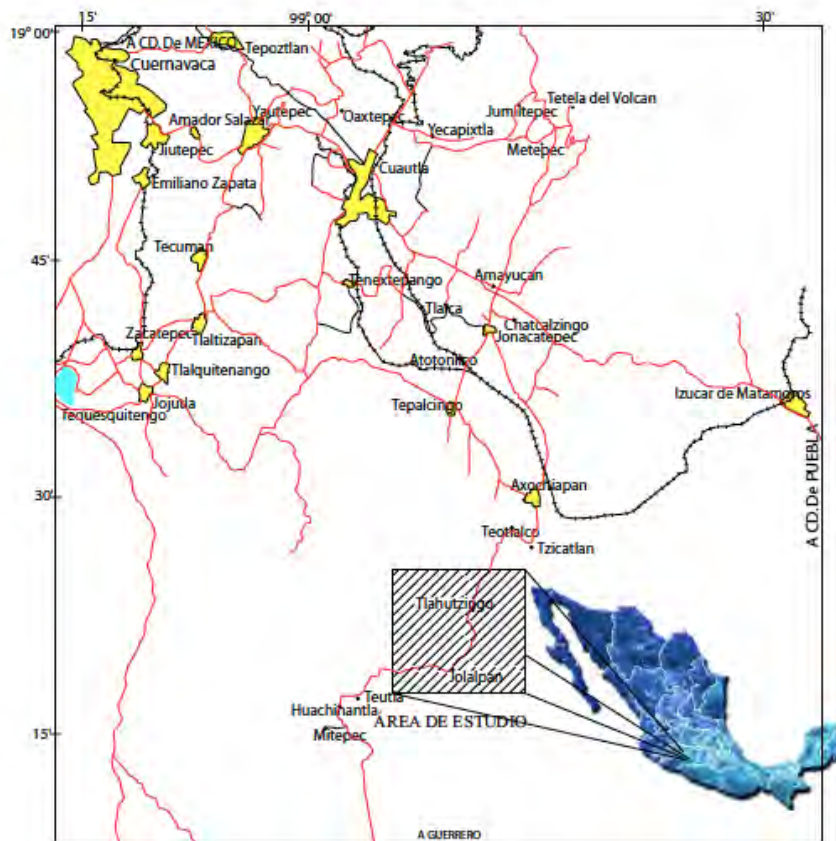 15'
99° 00'
30'
19° 00'
A CD. De MEXICO
Tepoztlan
Cuernavaca
Amador Salazar
Yautepec
Oaxtepec
Jumiltepec
Tetela del Volcan
Yecapixtla
Jiutepec
Metepec
Cuautla
Emiliano Zapata
Tecuman
45'
Tenextepango
Amayucan
Tlalca
Chatcalzingo
Zacatepec
Tlaltizapan
Jonacatepec
Atotonilco
Tlalquitenango
Izucar de Matamoros
Jojutla
Tepalcingo
Tequesquitengo
A CD. De PUEBLA
30'
Axochiapan
Teotlalco
Tzicatlan
Tlahutzingo
Jolalpan
Teutla
Huachinantla
AREA DE ESTUDIO
15'
Mitepec
A GUERRERO